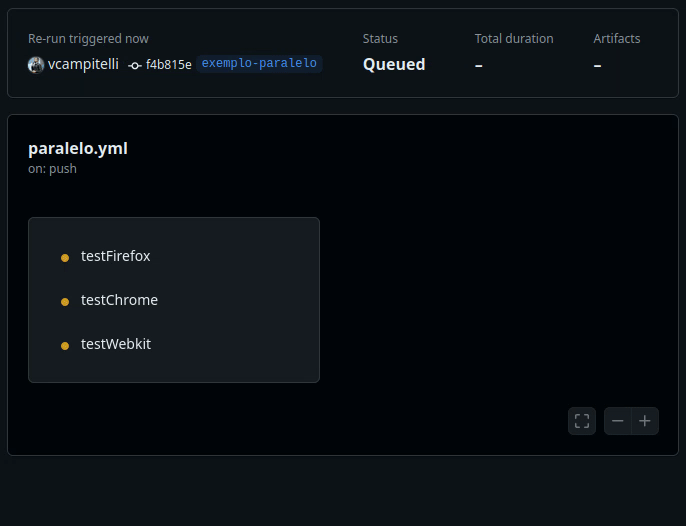 Re-run triggered now
Status
Total duration
Artifacts
vcampitelli f4b815e exemplo-paralelo
Queued
–
–
paralelo.yml
on: push
testFirefox
testChrome
testWebkit